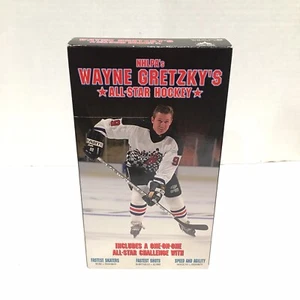 NHLPA's
WAYNE GRETZKY'S
★ALL-STAR HOCKEY★
INCLUDES A ONE-ON-ONE
ALL-STAR CHALLENGE WITH
FASTEST SKATERS FASTEST SHOTS SPEED AND AGILITY